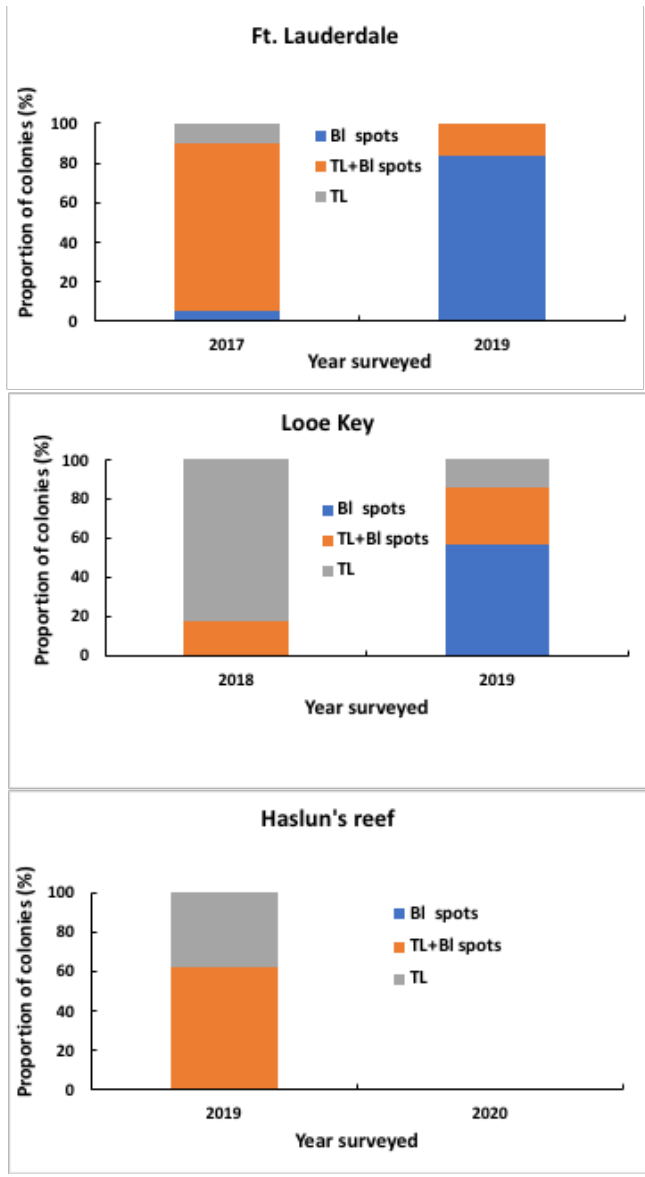 Ft. Lauderdale
Proportion of colonies (%)
100
80
60
40
20
0
Bl spots
TL+Bl spots
TL
2017 2019
Year surveyed
Looe Key
Proportion of colonies (%)
100
80
60
40
20
0
Bl spots
TL+Bl spots
TL
2018 2019
Year surveyed
Haslun's reef
Proportion of colonies (%)
100
80
60
40
20
0
Bl spots
TL+Bl spots
TL
2019 2020
Year surveyed